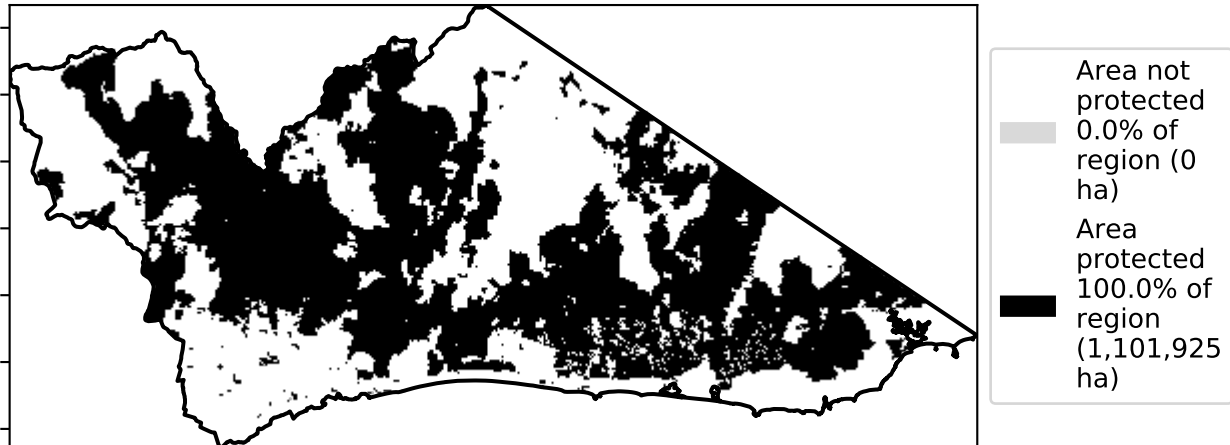 Area not
protected
0.0% of
region (0
ha)
Area
protected
100.0% of
region
(1,101,925
ha)